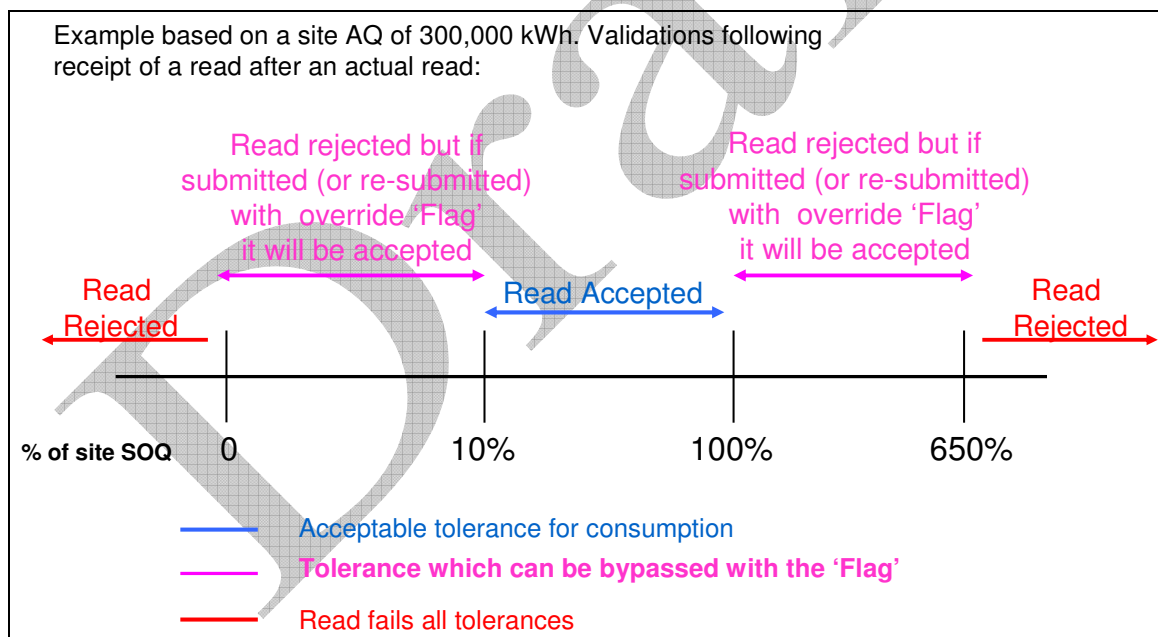 Example based on a site AQ of 300,000 kWh. Validations following
receipt of a read after an actual read:
Read rejected but if
submitted (or re-submitted)
with override ‘Flag’
it will be accepted
Read rejected but if
submitted (or re-submitted)
with override ‘Flag’
it will be accepted
Read
Rejected
Read Accepted
Read
Rejected
% of site SOQ 0 10% 100% 650%
Acceptable tolerance for consumption
Tolerance which can be bypassed with the ‘Flag’
Read fails all tolerances